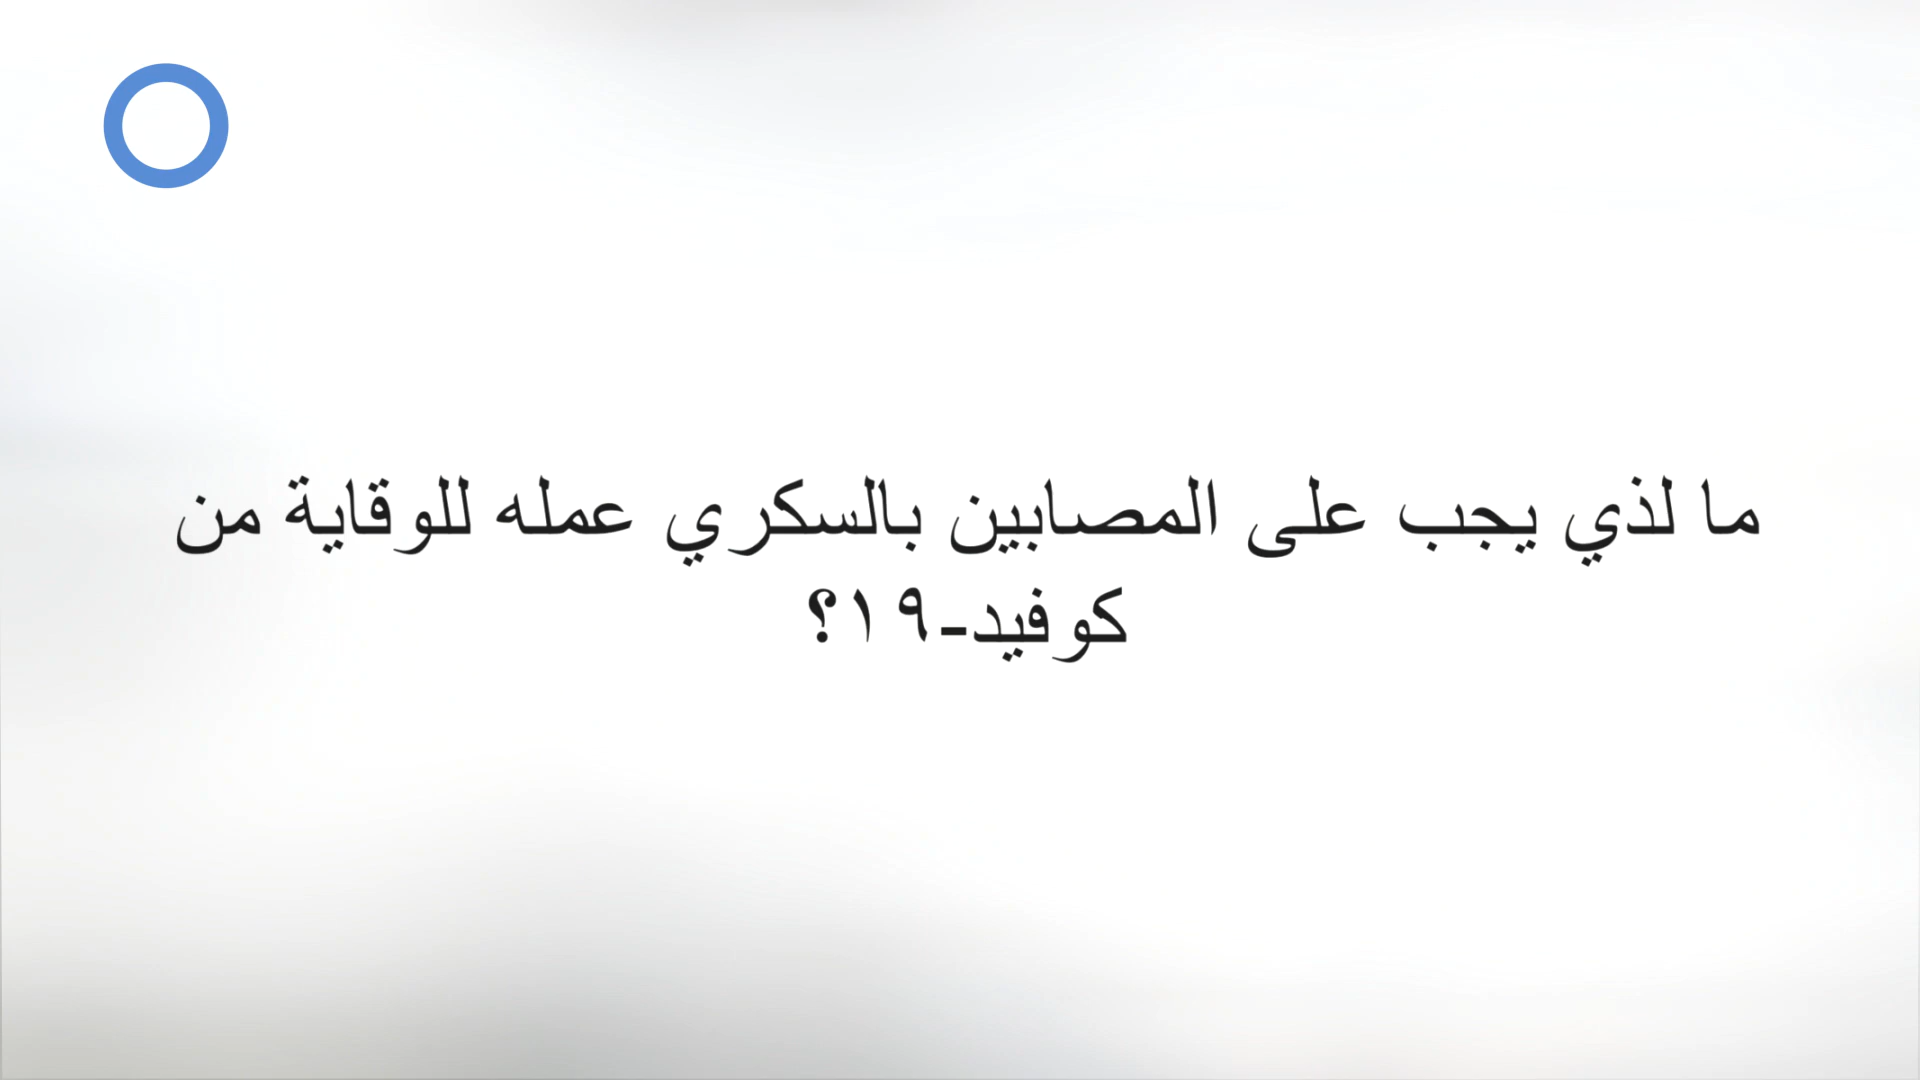 ما لذي يجب على المصابين بالسكري عمله للوقاية من
كوفيد-١٩؟